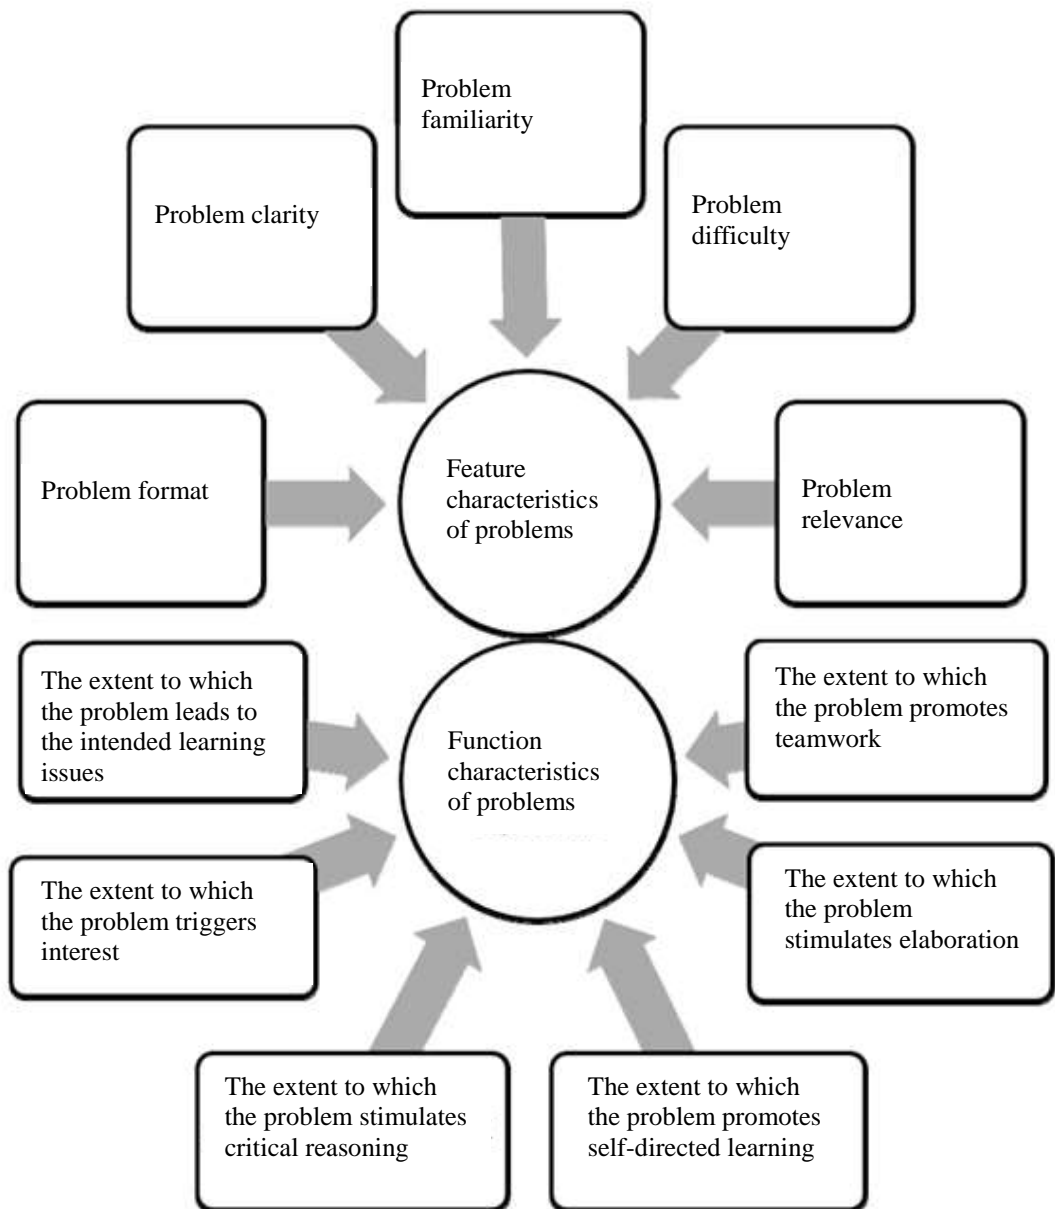 Problem
familiarity
Problem clarity
Problem
difficulty
Problem format
Feature
characteristics
of problems
Problem
relevance
The extent to which
the problem leads to
the intended learning
issues
Function
characteristics
of problems
The extent to which
the problem promotes
teamwork
The extent to which
the problem triggers
interest
The extent to which
the problem
stimulates elaboration
The extent to which
the problem stimulates
critical reasoning
The extent to which
the problem promotes
self-directed learning